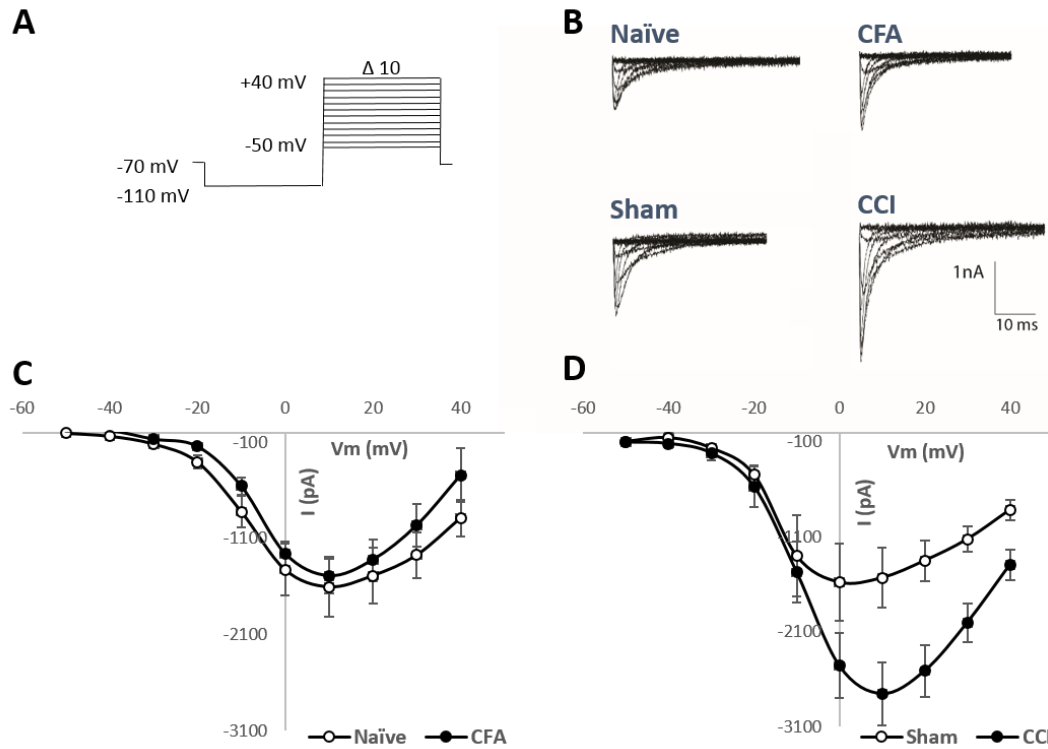 A
Δ 10
+40 mV
-50 mV
-70 mV
-110 mV
B
Naïve
CFA
Sham
CCI
1nA
10 ms
C
-60 -40 -20 0 20 40
-100
Vm (mV)
I (pA)
-1100
-2100
-3100
Naïve CFA
D
-60 -40 -20 0 20 40
-100
Vm (mV)
I (pA)
-1100
-2100
-3100
Sham CCI